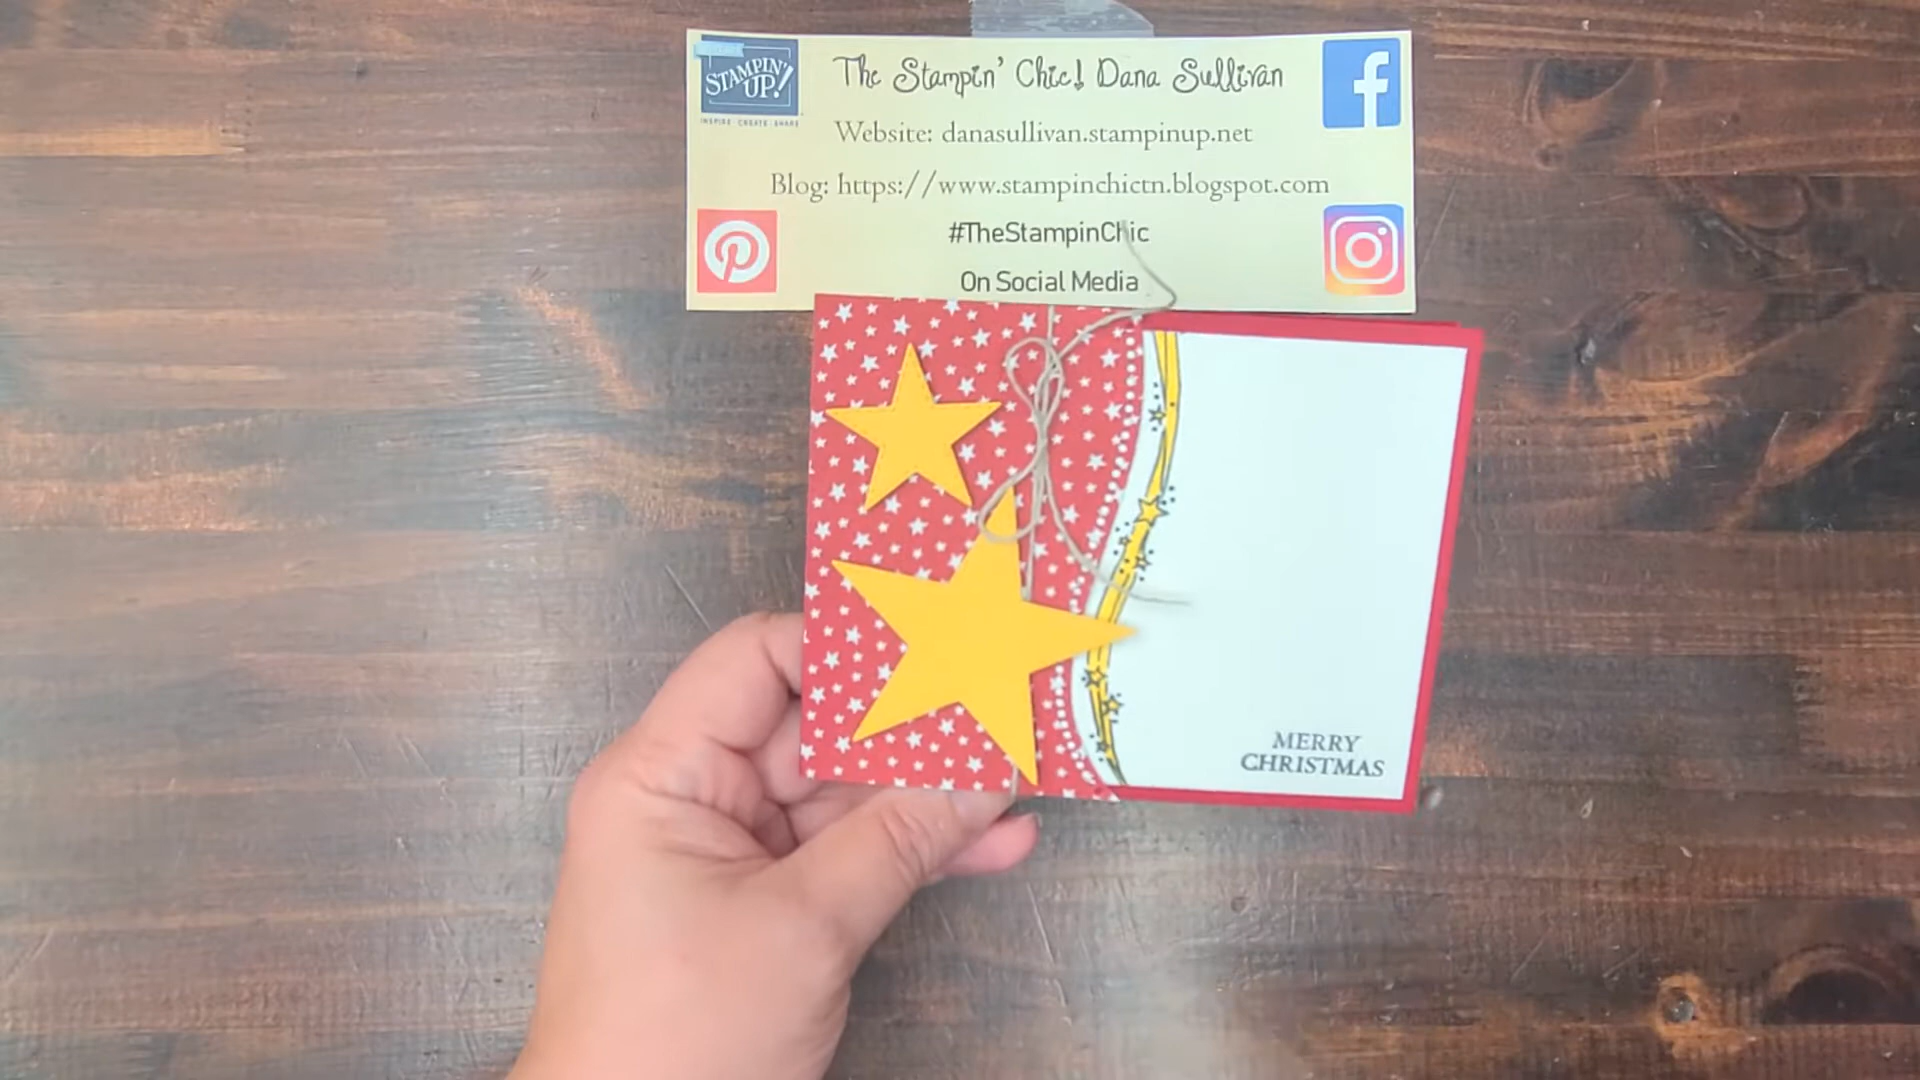 STAMPIN' UP!
INSPIRE · CREATE · SHARE
The Stampin' Chic! Dana Sullivan
Website: danasullivan.stampinup.net
Blog: https://www.stampinchictn.blogspot.com
#TheStampinChic
On Social Media
MERRY
CHRISTMAS